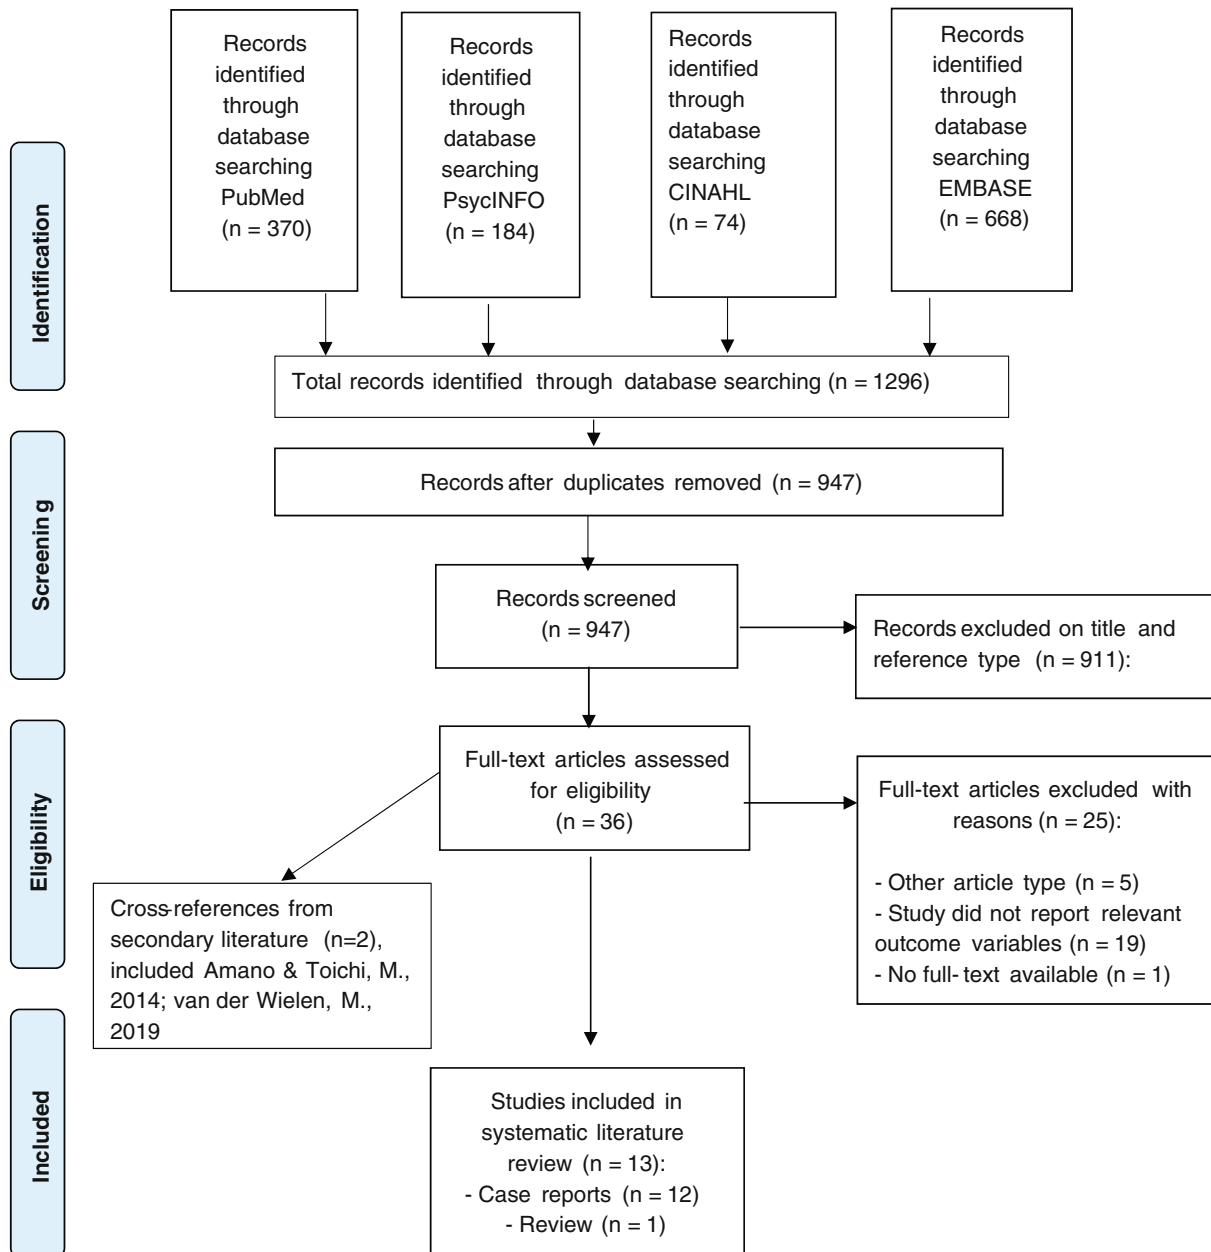 Identification
Records
identified
through
database
searching
PubMed
(n = 370)
Records
identified
through
database
searching
PsycINFO
(n = 184)
Records
identified
through
database
searching
CINAHL
(n = 74)
Records
identified
through
database
searching
EMBASE
(n = 668)
Total records identified through database searching (n = 1296)
Screening
Records after duplicates removed (n = 947)
Records screened
(n = 947)
Records excluded on title and
reference type (n = 911):
Eligibility
Full-text articles assessed
for eligibility
(n = 36)
Full-text articles excluded with
reasons (n = 25):
- Other article type (n = 5)
- Study did not report relevant
outcome variables (n = 19)
- No full-text available (n = 1)
Cross-references from
secondary literature (n=2),
included Amano & Toichi, M.,
2014; van der Wielen, M.,
2019
Included
Studies included in
systematic literature
review (n = 13):
- Case reports (n = 12)
- Review (n = 1)